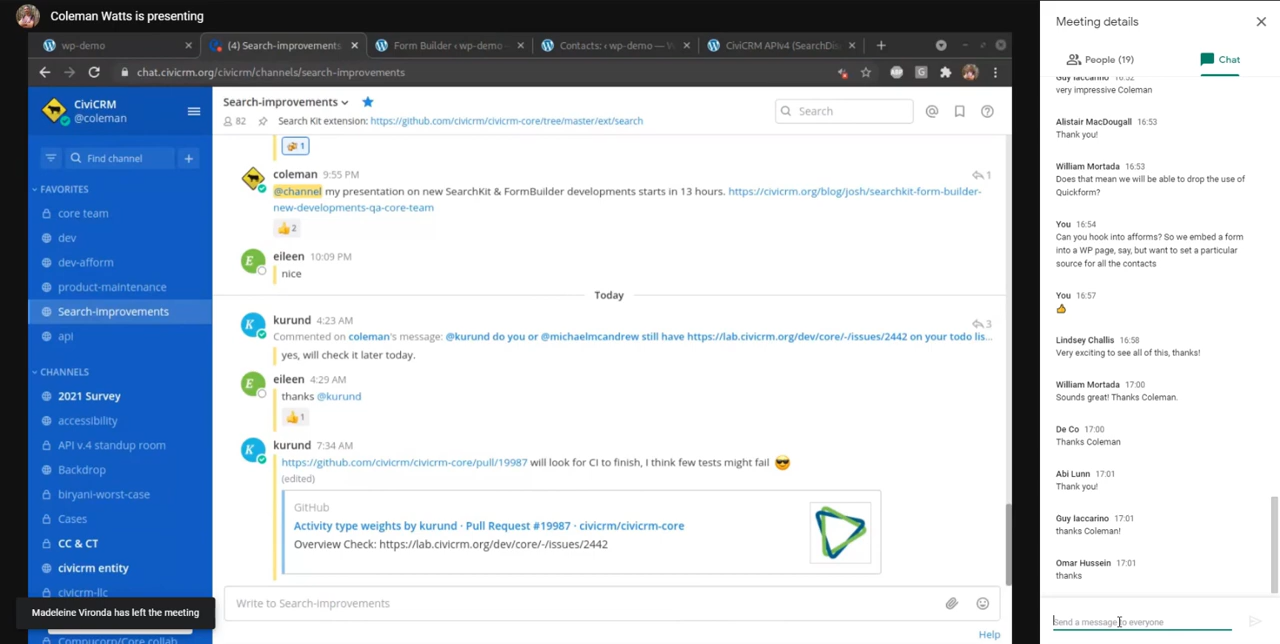 Coleman Watts is presenting
wp-demo
(4) Search-improvements
Form Builder ‹ wp-demo —
Contacts: ‹ wp-demo —
CiviCRM APIv4 (SearchDis
chat.civicrm.org/civicrm/channels/search-improvements
CiviCRM
@coleman
Find channel
FAVORITES
core team
dev
dev-afform
product-maintenance
Search-improvements
api
CHANNELS
2021 Survey
accessibility
API v.4 standup room
Backdrop
biryani-worst-case
Cases
CC & CT
civicrm entity
civicrm-llc
Compucorp/Core collab
Madeleine Vironda has left the meeting
Search-improvements
82 Search Kit extension: https://github.com/civicrm/civicrm-core/tree/master/ext/search
Search
1
coleman 9:55 PM
1
@channel my presentation on new SearchKit & FormBuilder developments starts in 13 hours. https://civicrm.org/blog/josh/searchkit-form-builder-
new-developments-qa-core-team
2
eileen 10:09 PM
nice
Today
kurund 4:23 AM
3
Commented on coleman's message: @kurund do you or @michaelmcandrew still have https://lab.civicrm.org/dev/core/-/issues/2442 on your todo lis...
yes, will check it later today.
eileen 4:29 AM
thanks @kurund
1
kurund 7:34 AM
https://github.com/civicrm/civicrm-core/pull/19987 will look for CI to finish, I think few tests might fail
(edited)
GitHub
Activity type weights by kurund · Pull Request #19987 · civicrm/civicrm-core
Overview Check: https://lab.civicrm.org/dev/core/-/issues/2442
Write to Search-improvements
Help
Meeting details
People (19)
Chat
Guy Iaccarino 16:52
very impressive Coleman
Alistair MacDougall 16:53
Thank you!
William Mortada 16:53
Does that mean we will be able to drop the use of
Quickform?
You 16:54
Can you hook into afforms? So we embed a form
into a WP page, say, but want to set a particular
source for all the contacts
You 16:57
Lindsey Challis 16:58
Very exciting to see all of this, thanks!
William Mortada 17:00
Sounds great! Thanks Coleman.
De Co 17:00
Thanks Coleman
Abi Lunn 17:01
Thank you!
Guy Iaccarino 17:01
thanks Coleman!
Omar Hussein 17:01
thanks
Send a message to everyone